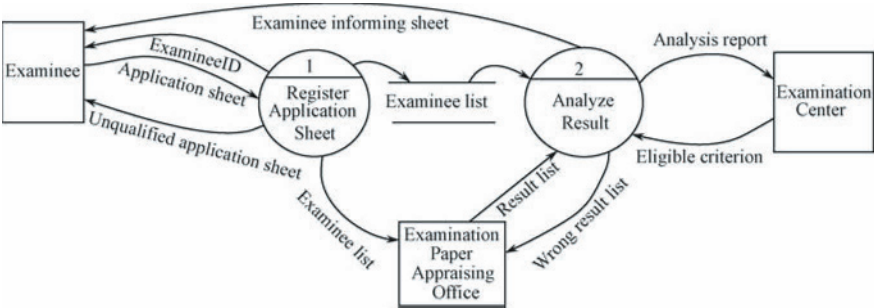 Examinee informing sheet
Examinee
ExamineeID
Application sheet
Unqualified application sheet
1
Register
Application
Sheet
Examinee list
2
Analyze
Result
Analysis report
Examination
Center
Eligible criterion
Examinee list
Result list
Wrong result list
Examination
Paper
Appraising
Office